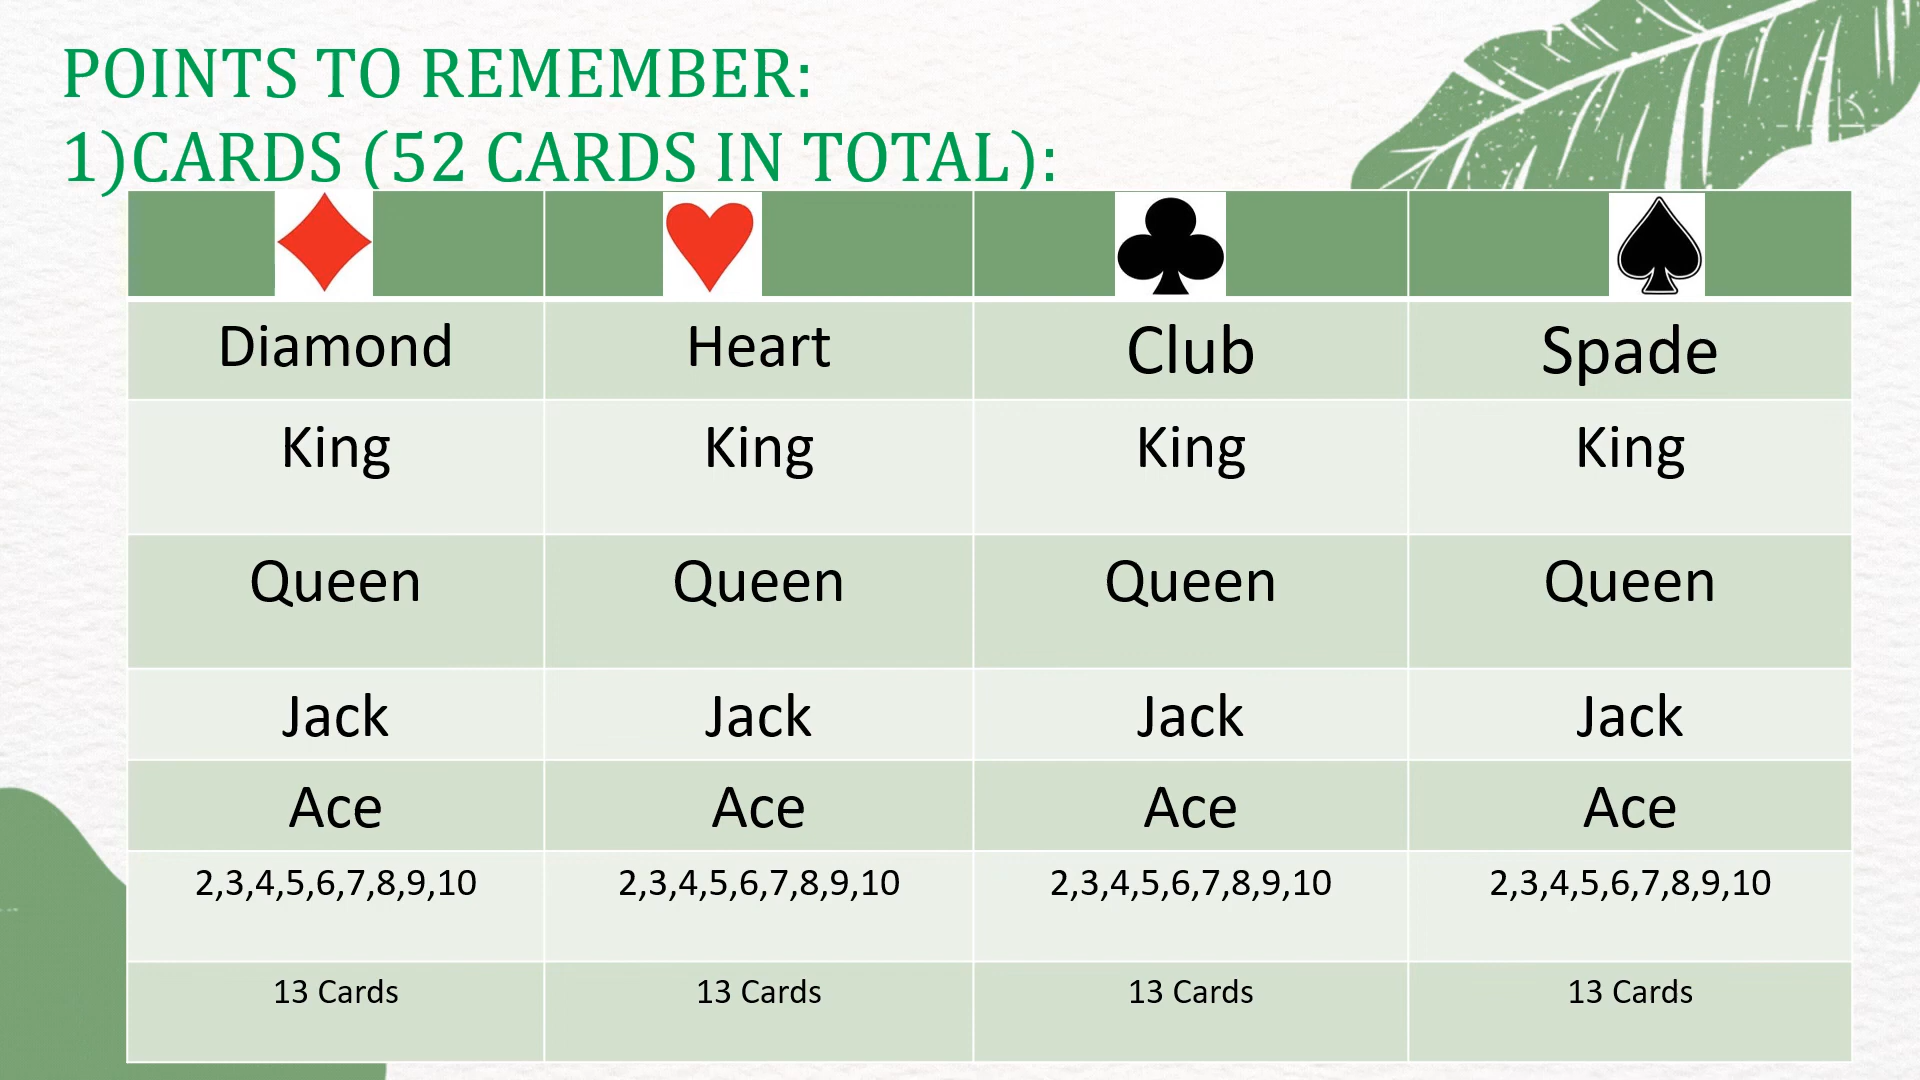 POINTS TO REMEMBER:
1)CARDS (52 CARDS IN TOTAL):
Diamond Heart Club Spade
King King King King
Queen Queen Queen Queen
Jack Jack Jack Jack
Ace Ace Ace Ace
2,3,4,5,6,7,8,9,10 2,3,4,5,6,7,8,9,10 2,3,4,5,6,7,8,9,10 2,3,4,5,6,7,8,9,10
13 Cards 13 Cards 13 Cards 13 Cards